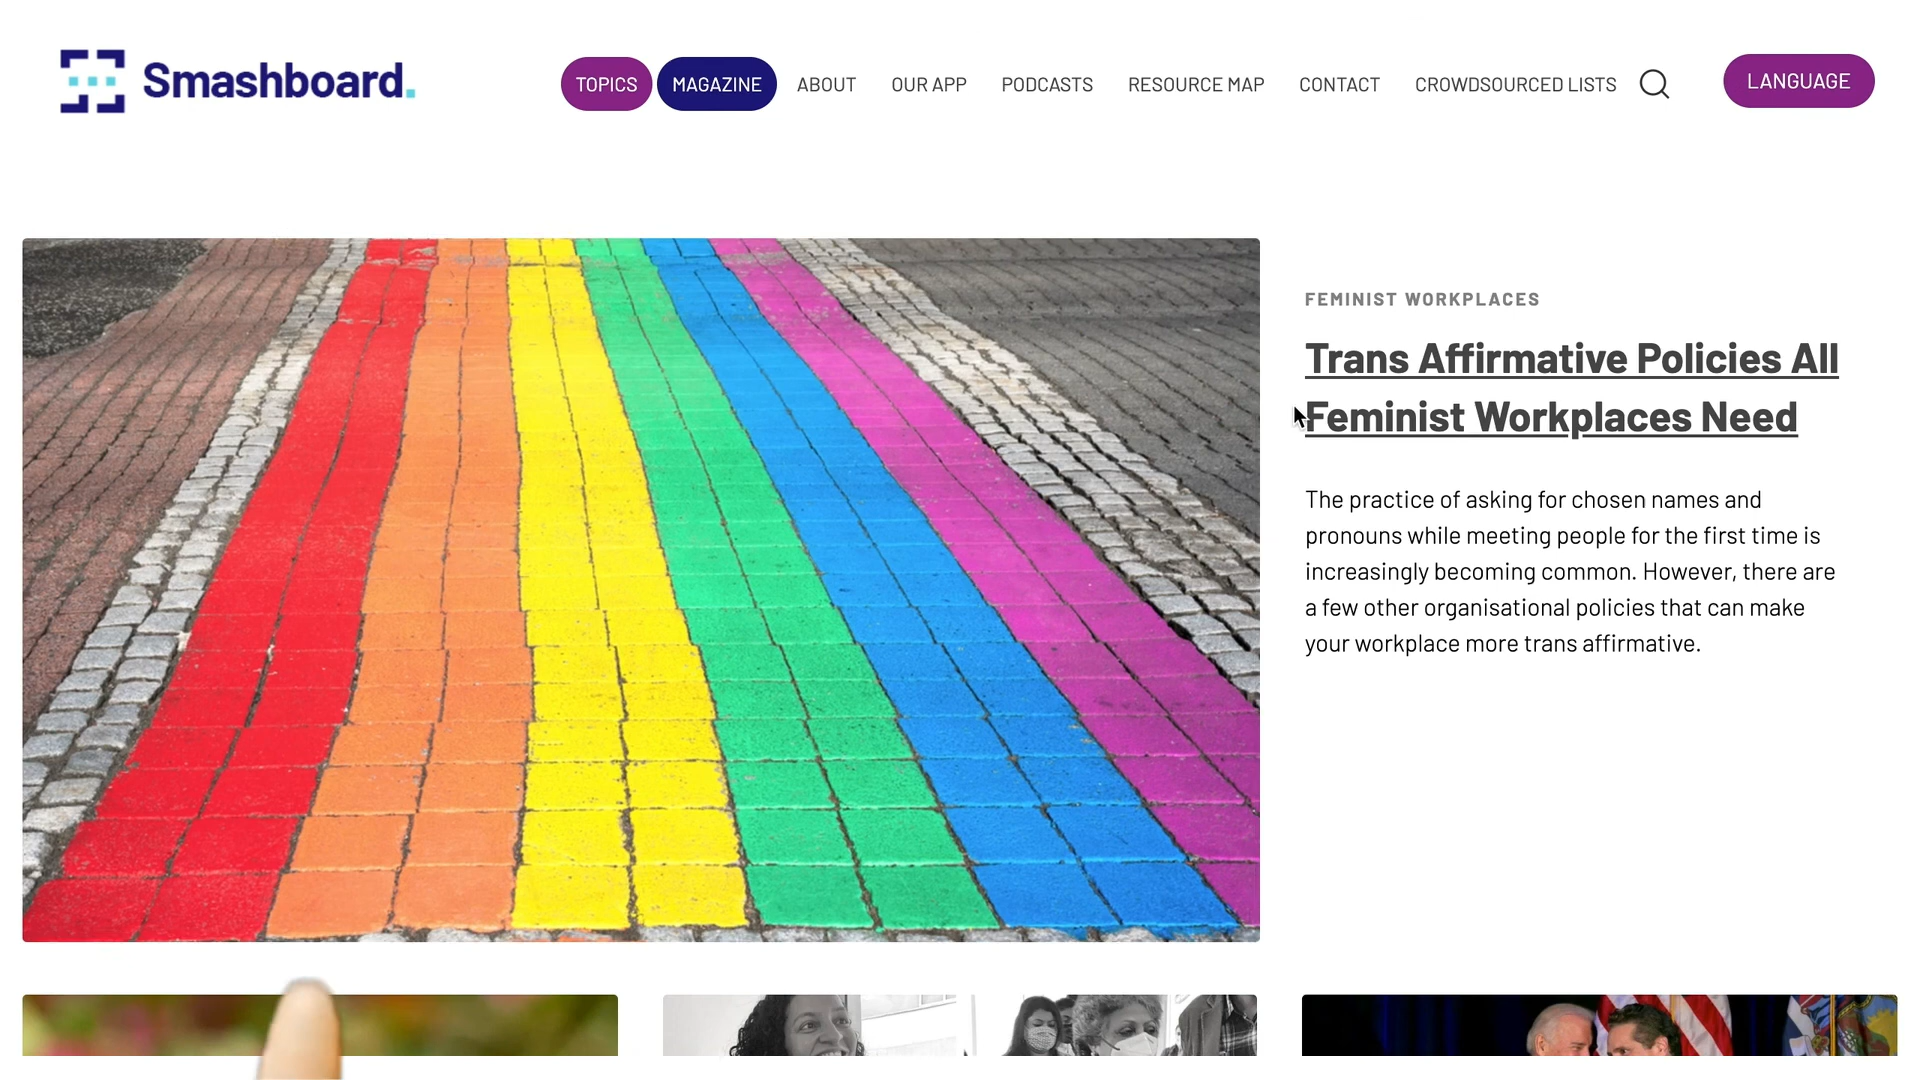 Smashboard.
TOPICS
MAGAZINE
ABOUT
OUR APP
PODCASTS
RESOURCE MAP
CONTACT
CROWDSOURCED LISTS
LANGUAGE
FEMINIST WORKPLACES
Trans Affirmative Policies All
Feminist Workplaces Need
The practice of asking for chosen names and
pronouns while meeting people for the first time is
increasingly becoming common. However, there are
a few other organisational policies that can make
your workplace more trans affirmative.